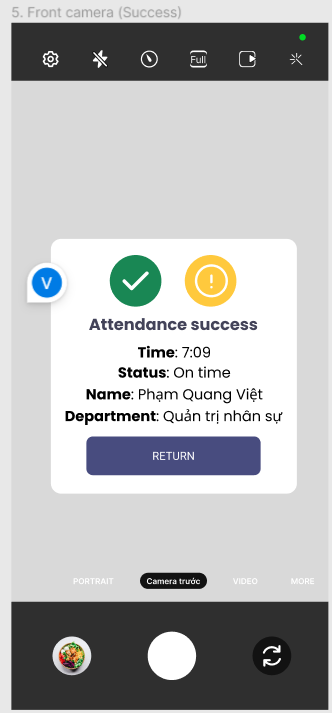 5. Front camera (Success)
Full
V
Attendance success
Time: 7:09
Status: On time
Name: Phạm Quang Việt
Department: Quản trị nhân sự
RETURN
PORTRAIT Camera trước VIDEO MORE